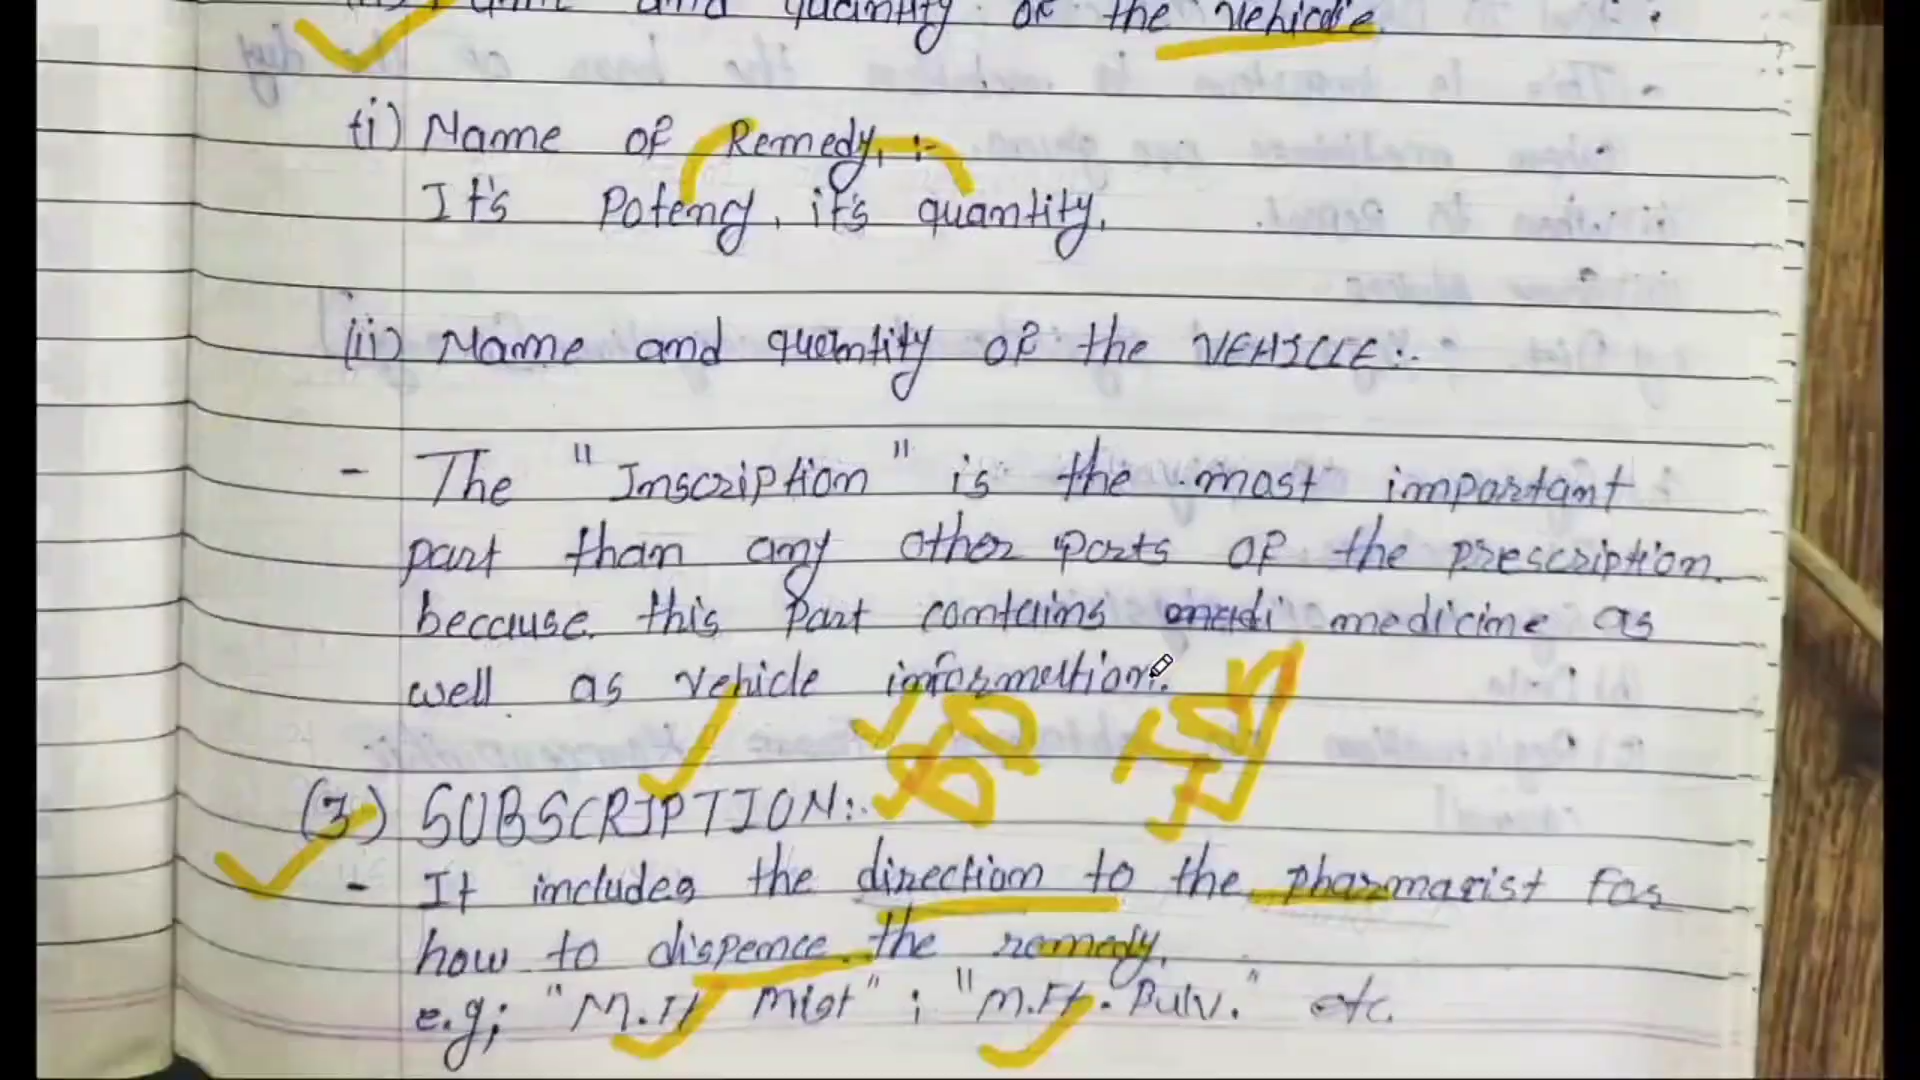 and quantity of the vehicle
(i) Name of Remedy :-
It's Potency, it's quantity.
(ii) Name and quantity of the VEHICLE:-
- The "Inscription" is the most important
part than any other parts of the prescription.
because this part contains medicine as
well as vehicle information.
(3) SUBSCRIPTION:-
- It includes the direction to the pharmacist for
how to dispence the remedy.
e.g; "M.Ft Mist" ; "M.Ft. Pulv." etc.